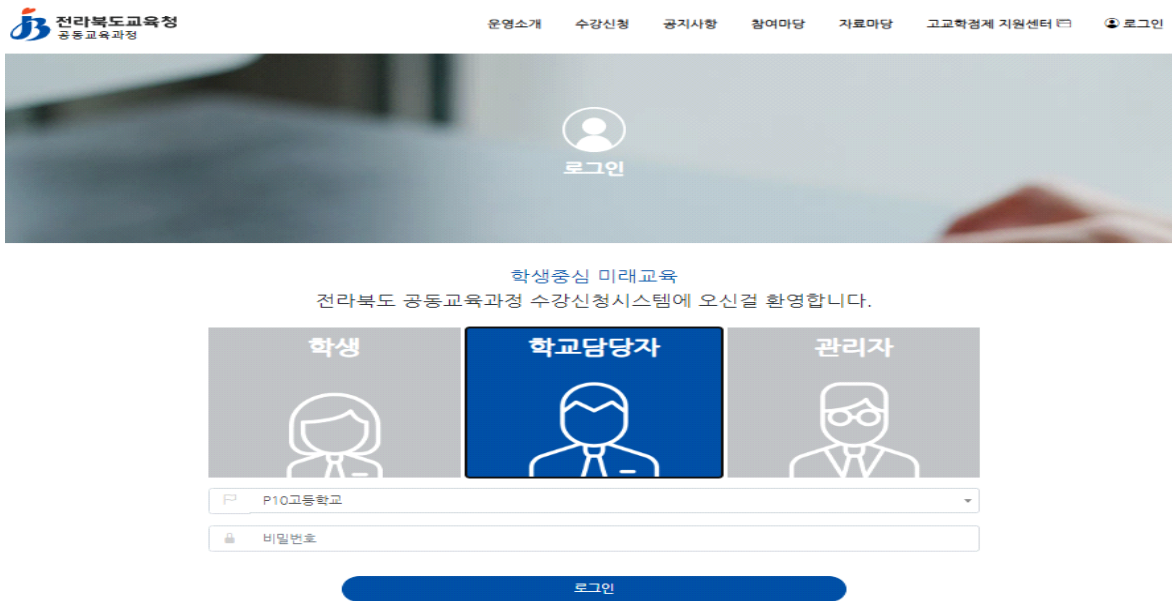 전라북도교육청
공동교육과정
운영소개 수강신청 공지사항 참여마당 자료마당 고교학점제 지원센터 로그인
로그인
학생중심 미래교육
전라북도 공동교육과정 수강신청시스템에 오신걸 환영합니다.
학생 학교담당자 관리자
P10고등학교
비밀번호
로그인